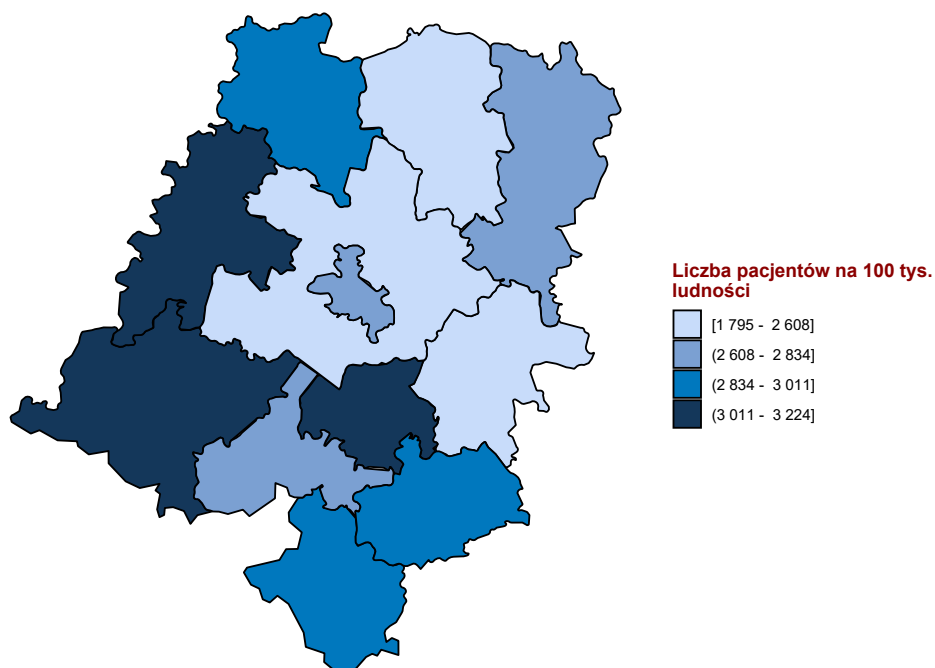 Liczba pacjentów na 100 tys.
ludności
[1 795 - 2 608]
(2 608 - 2 834]
(2 834 - 3 011]
(3 011 - 3 224]